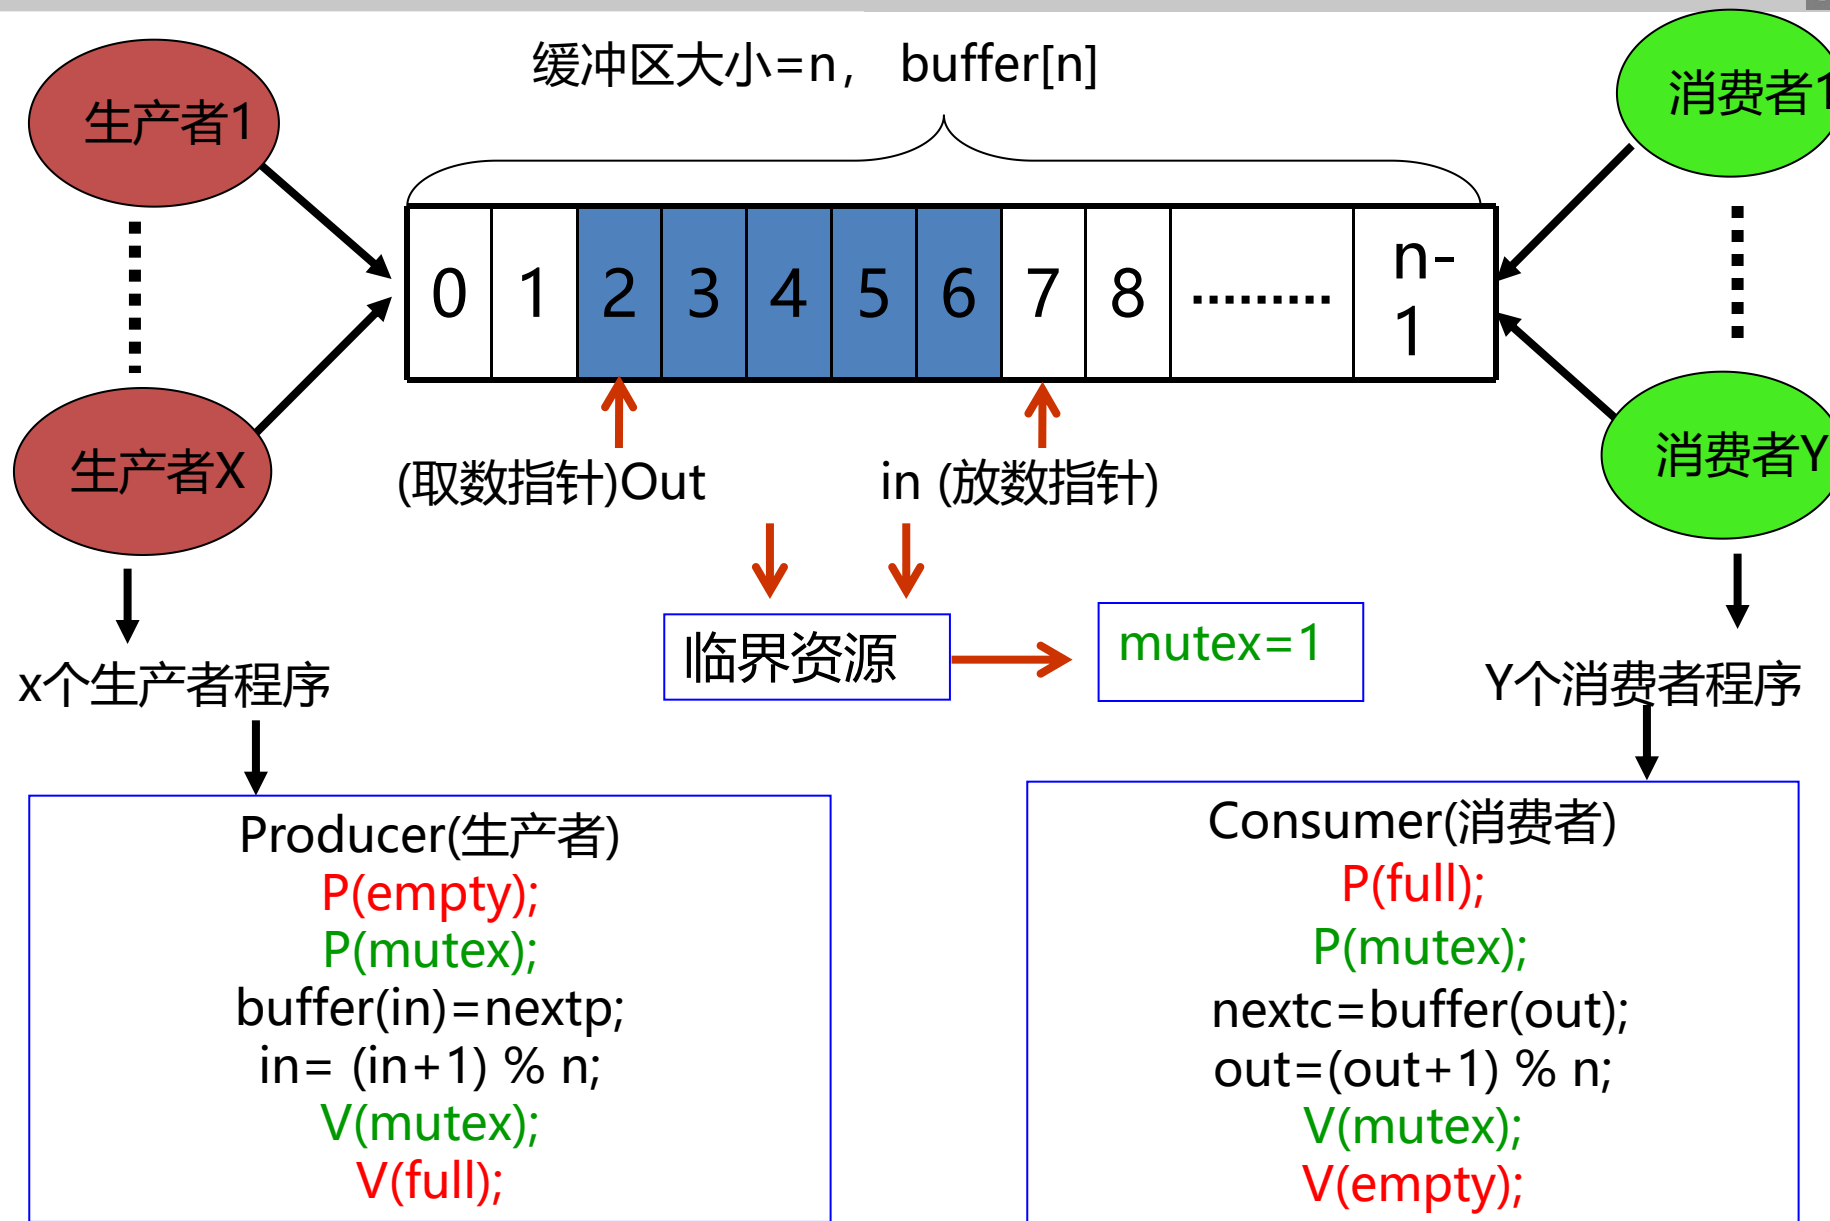 缓冲区大小=n， buffer[n]
生产者1
消费者1
0 1 2 3 4 5 6 7 8 ......... n-
1
生产者X
消费者Y
(取数指针)Out
in (放数指针)
临界资源
mutex=1
x个生产者程序
Y个消费者程序
Producer(生产者)
P(empty);
P(mutex);
buffer(in)=nextp;
in= (in+1) % n;
V(mutex);
V(full);
Consumer(消费者)
P(full);
P(mutex);
nextc=buffer(out);
out=(out+1) % n;
V(mutex);
V(empty);